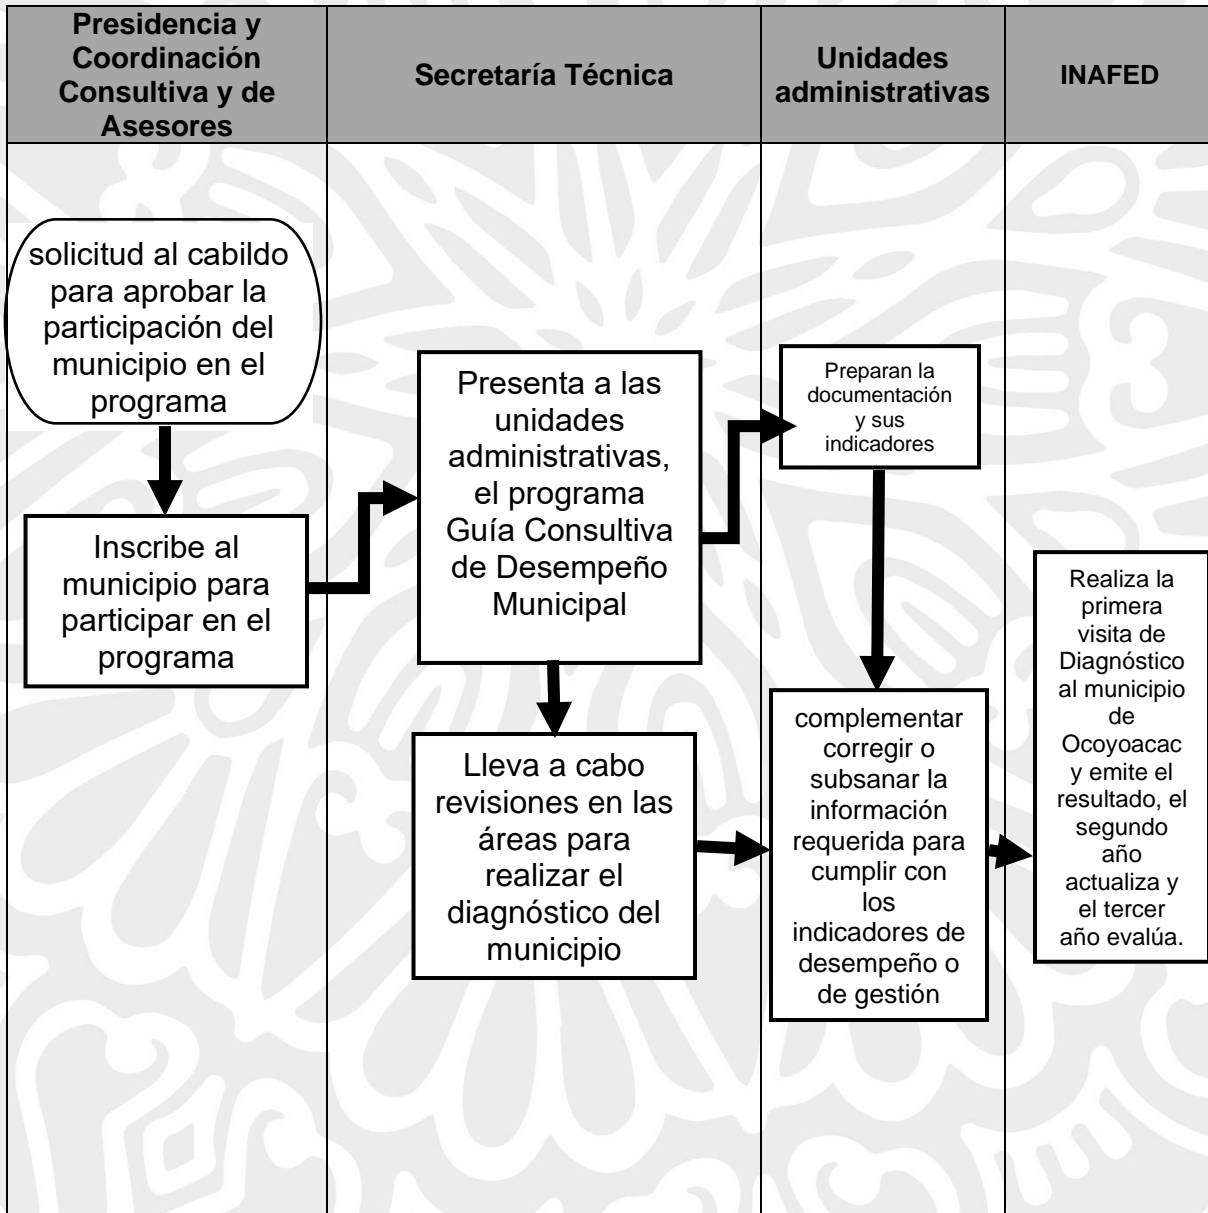 Presidencia y
Coordinación
Consultiva y de
Asesores
Secretaría Técnica
Unidades
administrativas
INAFED
solicitud al cabildo
para aprobar la
participación del
municipio en el
programa
Inscribe al
municipio para
participar en el
programa
Presenta a las
unidades
administrativas,
el programa
Guía Consultiva
de Desempeño
Municipal
Lleva a cabo
revisiones en las
áreas para
realizar el
diagnóstico del
municipio
Preparan la
documentación
y sus
indicadores
complementar
corregir o
subsanar la
información
requerida para
cumplir con
los
indicadores de
desempeño o
de gestión
Realiza la
primera
visita de
Diagnóstico
al municipio
de
Ocoyoacac
y emite el
resultado, el
segundo
año
actualiza y
el tercer
año evalúa.